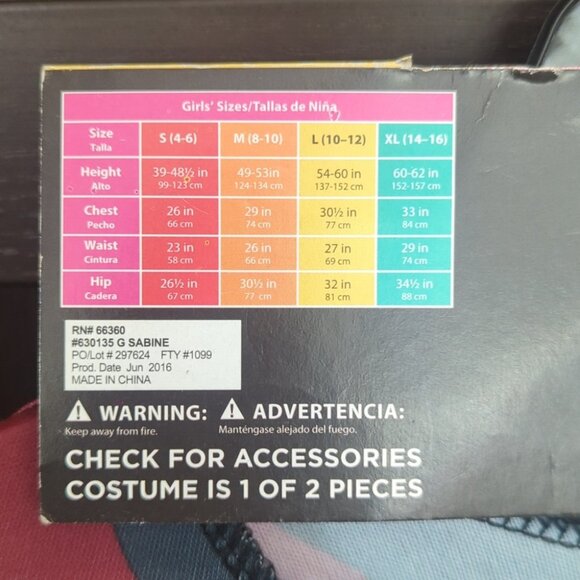 Girls' Sizes/Tallas de Niña
Size S (4-6) M (8-10) L (10-12) XL (14-16)
Talla
Height 39-48½ in 49-53in 54-60 in 60-62 in
Alto 99-123 cm 124-134 cm 137-152 cm 152-157 cm
Chest 26 in 29 in 30½ in 33 in
Pecho 66 cm 74 cm 77 cm 84 cm
Waist 23 in 26 in 27 in 29 in
Cintura 58 cm 66 cm 69 cm 74 cm
Hip 26½ in 30½ in 32 in 34½ in
Cadera 67 cm 77 cm 81 cm 88 cm
RN# 66360
#630135 G SABINE
PO/Lot # 297624 FTY #1099
Prod. Date Jun 2016
MADE IN CHINA
WARNING: ADVERTENCIA:
Keep away from fire. Manténgase alejado del fuego.
CHECK FOR ACCESSORIES
COSTUME IS 1 OF 2 PIECES